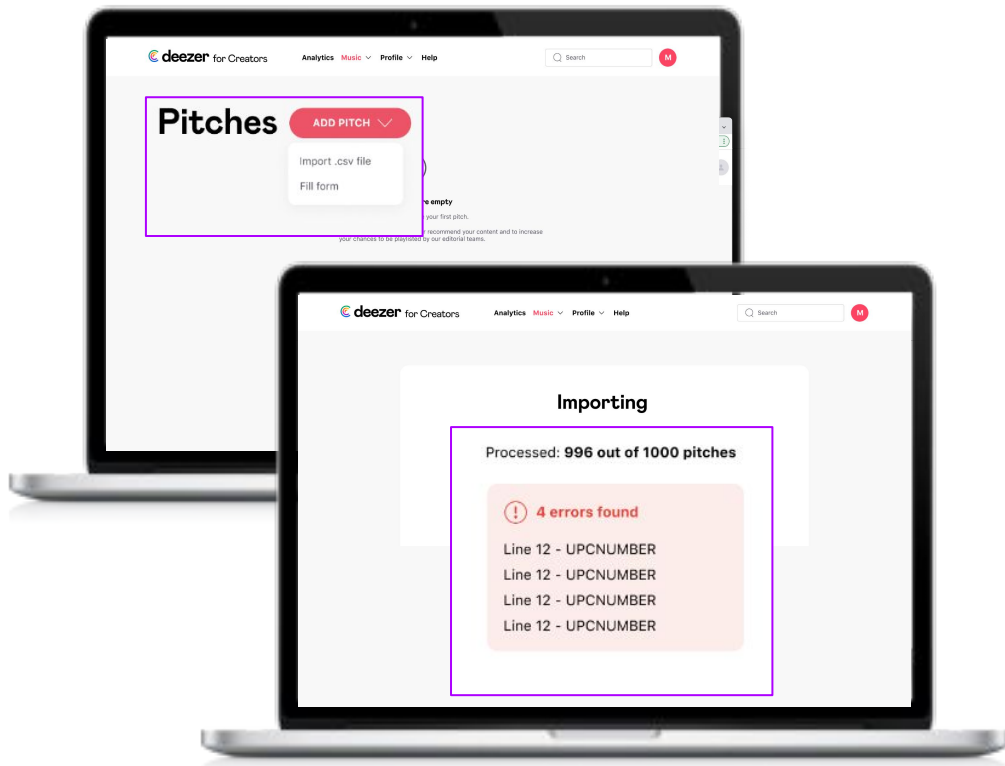 deezer for Creators Analytics Music Profile Help Search M
Pitches ADD PITCH
Import .csv file
Fill form
re empty
your first pitch.
recommend your content and to increase
your chances to be playlisted by our editorial teams.
deezer for Creators Analytics Music Profile Help Search M
Importing
Processed: 996 out of 1000 pitches
4 errors found
Line 12 - UPCNUMBER
Line 12 - UPCNUMBER
Line 12 - UPCNUMBER
Line 12 - UPCNUMBER